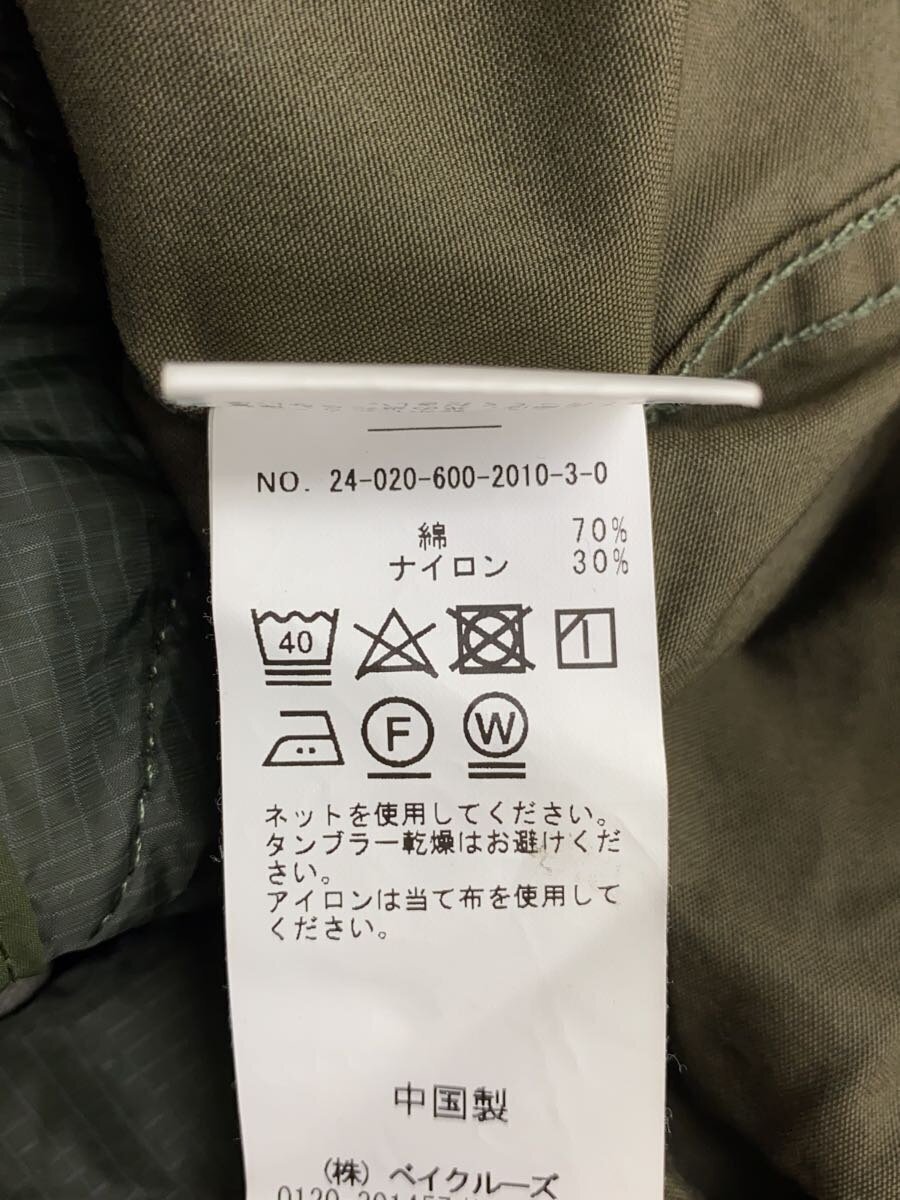 NO. 24-020-600-2010-3-0
綿 70%
ナイロン 30%
40
F W
ネットを使用してください。
タンブラー乾燥はお避けくだ
さい。
アイロンは当て布を使用して
ください。
中国製
(株) ベイクルーズ